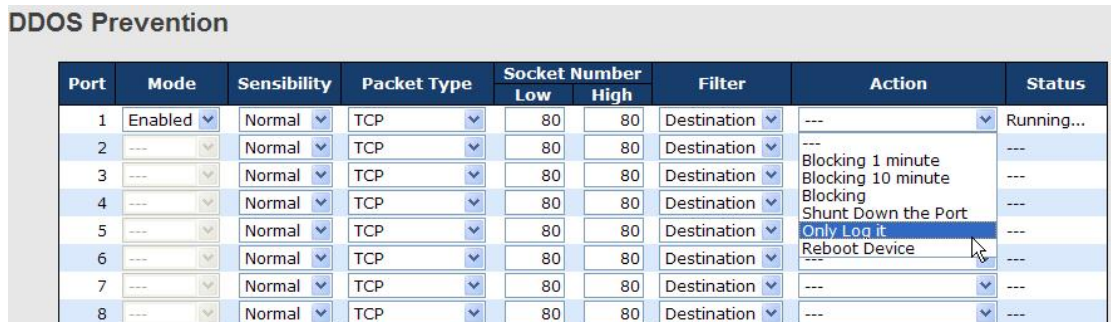 DDOS Prevention
Port Mode Sensibility Packet Type Socket Number Filter Action Status
Low High
1 Enabled Normal TCP 80 80 Destination --- Running...
2 --- Normal TCP 80 80 Destination --- ---
Blocking 1 minute
3 --- Normal TCP 80 80 Destination Blocking 10 minute ---
4 --- Normal TCP 80 80 Destination Blocking ---
Shunt Down the Port
5 --- Normal TCP 80 80 Destination Only Log it ---
Reboot Device
6 --- Normal TCP 80 80 Destination --- ---
7 --- Normal TCP 80 80 Destination --- ---
8 --- Normal TCP 80 80 Destination --- ---